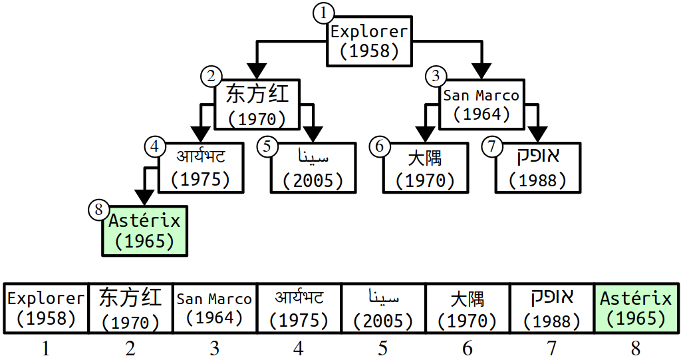 1
Explorer
(1958)
2
东方红
(1970)
3
San Marco
(1964)
4
आर्यभट
(1975)
5
سينا
(2005)
6
大隅
(1970)
7
אופק
(1988)
8
Astérix
(1965)
Explorer 东方红 San Marco आर्यभट سينا 大隅 אופק Astérix
(1958) (1970) (1964) (1975) (2005) (1970) (1988) (1965)
1 2 3 4 5 6 7 8